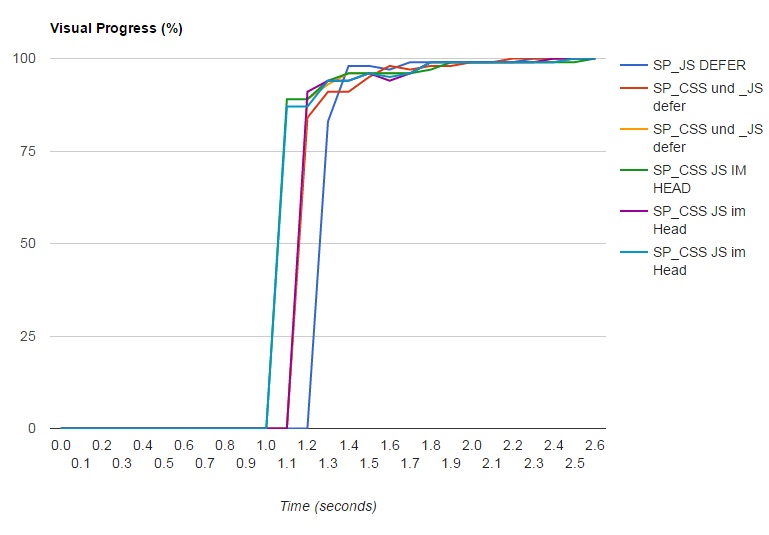 Visual Progress (%)
100
75
50
25
0
0.0 0.2 0.4 0.6 0.8 1.0 1.2 1.4 1.6 1.8 2.0 2.2 2.4 2.6
0.1 0.3 0.5 0.7 0.9 1.1 1.3 1.5 1.7 1.9 2.1 2.3 2.5
Time (seconds)
SP_JS DEFER
SP_CSS und _JS
defer
SP_CSS und _JS
defer
SP_CSS JS IM
HEAD
SP_CSS JS im
Head
SP_CSS JS im
Head